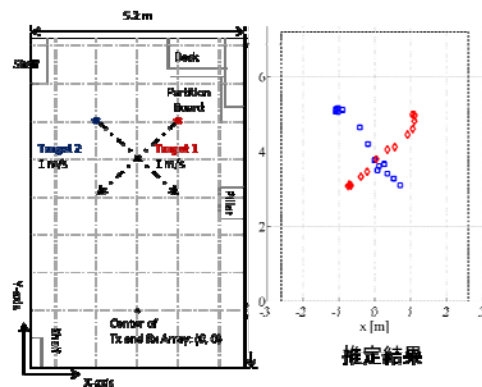 5.2 m
Shelf
Desk
Partition
Board
Target 2
1 m/s
Target 1
1 m/s
Pillar
Y-axis
Shelf
Center of
Tx and Rx Array: (0, 0)
X-axis
6
4
2
0
-3
-2
-1
0
1
2
3
x [m]
推定結果